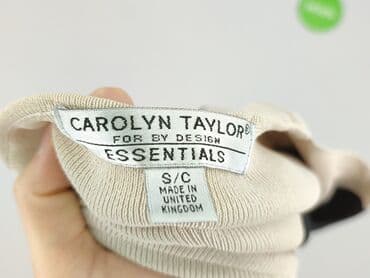 CAROLYN TAYLOR®
FOR BY DESIGN
ESSENTIALS
S/C
MADE IN
UNITED
KINGDOM